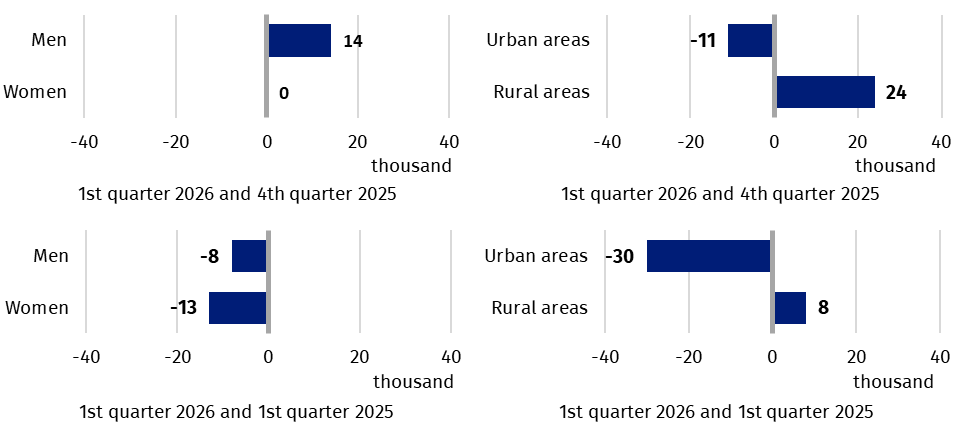 Men 14
Women 0
-40 -20 0 20 40
thousand
1st quarter 2026 and 4th quarter 2025
Urban areas -11
Rural areas 24
-40 -20 0 20 40
thousand
1st quarter 2026 and 4th quarter 2025
Men -8
Women -13
-40 -20 0 20 40
thousand
1st quarter 2026 and 1st quarter 2025
Urban areas -30
Rural areas 8
-40 -20 0 20 40
thousand
1st quarter 2026 and 1st quarter 2025